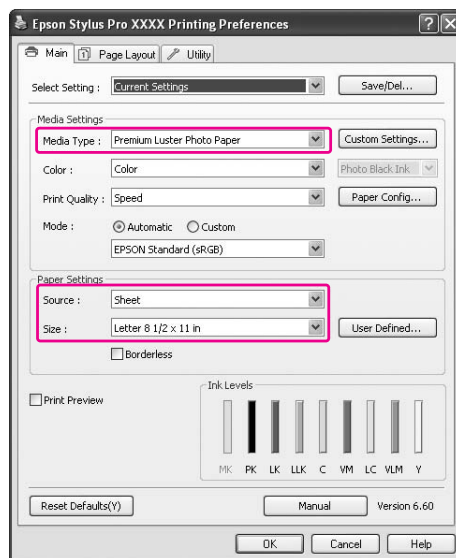 Epson Stylus Pro XXXX Printing Preferences
Main Page Layout Utility
Select Setting : Current Settings Save/Del...
Media Settings
Media Type : Premium Luster Photo Paper Custom Settings...
Color : Color Photo Black Ink
Print Quality : Speed Paper Config...
Mode : Automatic Custom
EPSON Standard (sRGB)
Paper Settings
Source : Sheet
Size : Letter 8 1/2 x 11 in User Defined...
Borderless
Print Preview
Ink Levels
MK PK LK LLK C VM LC VLM Y
Reset Defaults(Y) Manual Version 6.60
OK Cancel Help